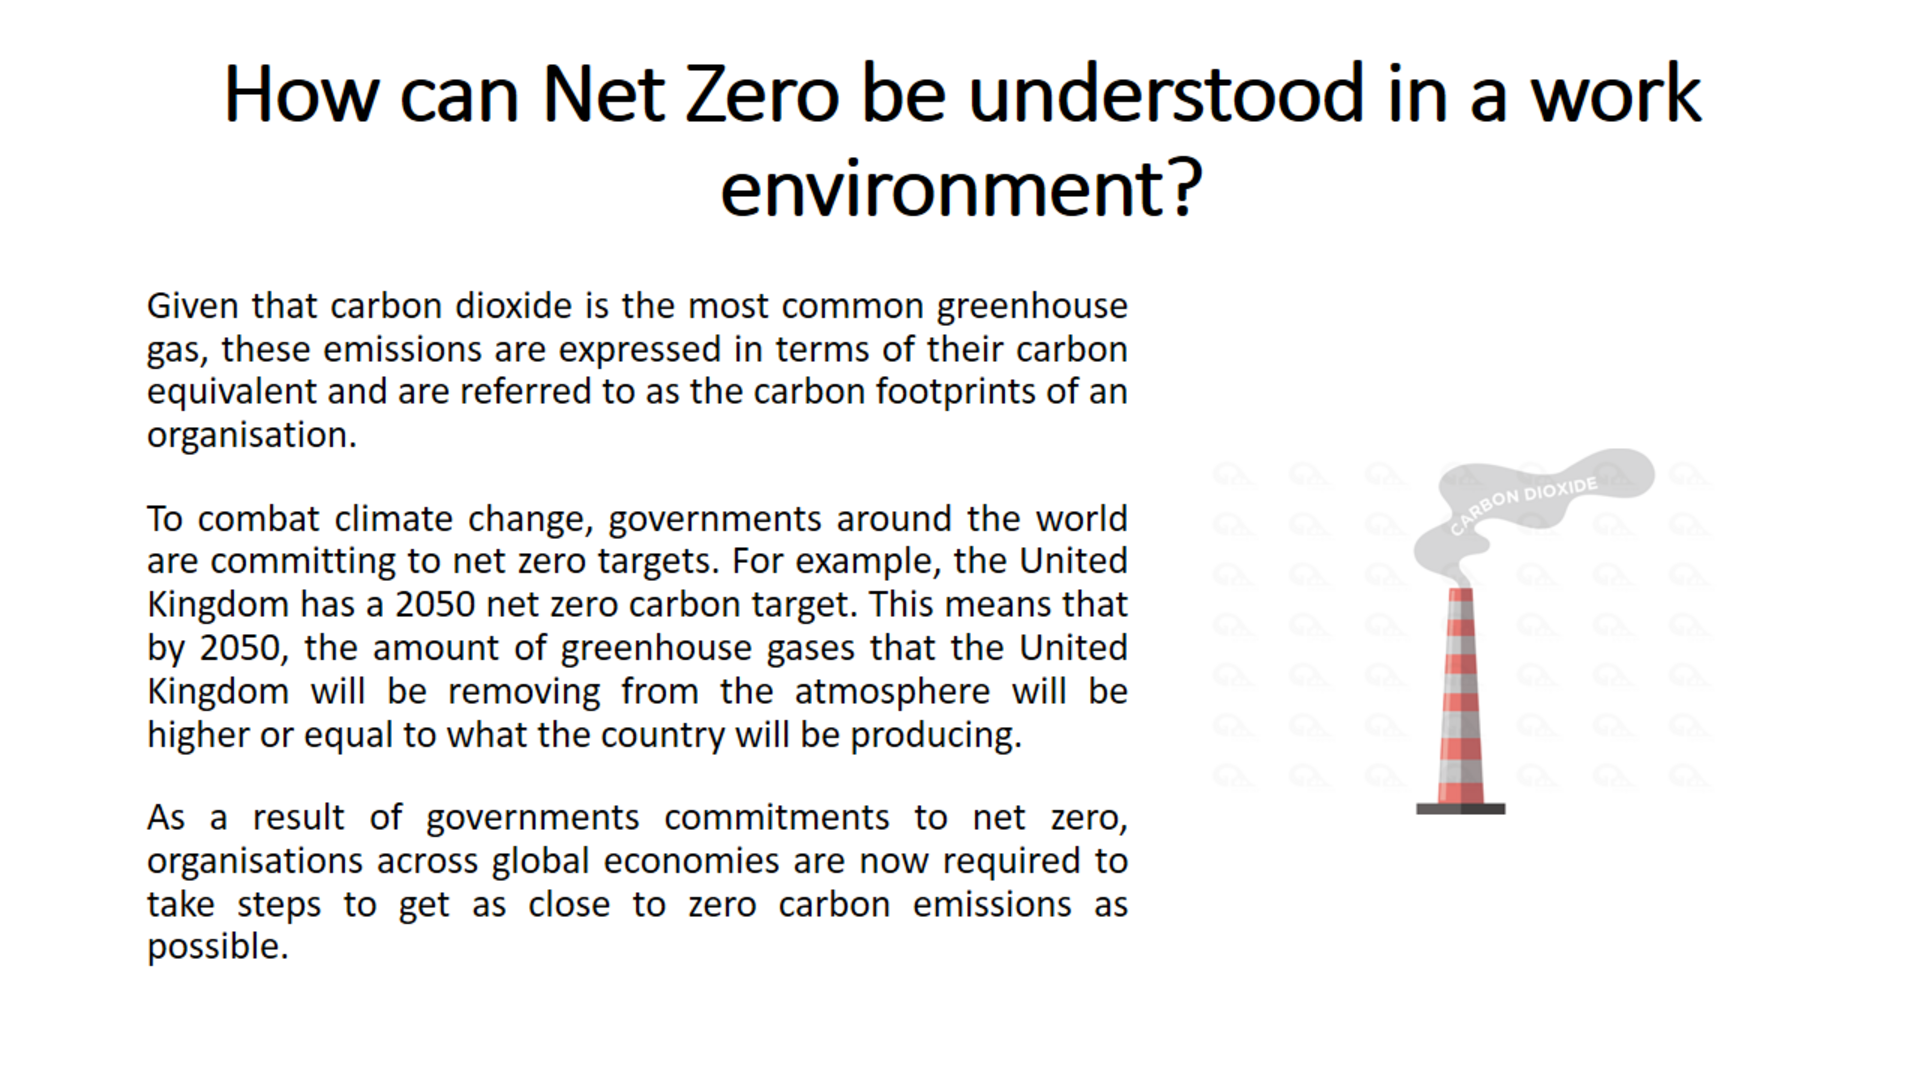 How can Net Zero be understood in a work
environment?
Given that carbon dioxide is the most common greenhouse
gas, these emissions are expressed in terms of their carbon
equivalent and are referred to as the carbon footprints of an
organisation.
To combat climate change, governments around the world
are committing to net zero targets. For example, the United
Kingdom has a 2050 net zero carbon target. This means that
by 2050, the amount of greenhouse gases that the United
Kingdom will be removing from the atmosphere will be
higher or equal to what the country will be producing.
As a result of governments commitments to net zero,
organisations across global economies are now required to
take steps to get as close to zero carbon emissions as
possible.
CARBON DIOXIDE